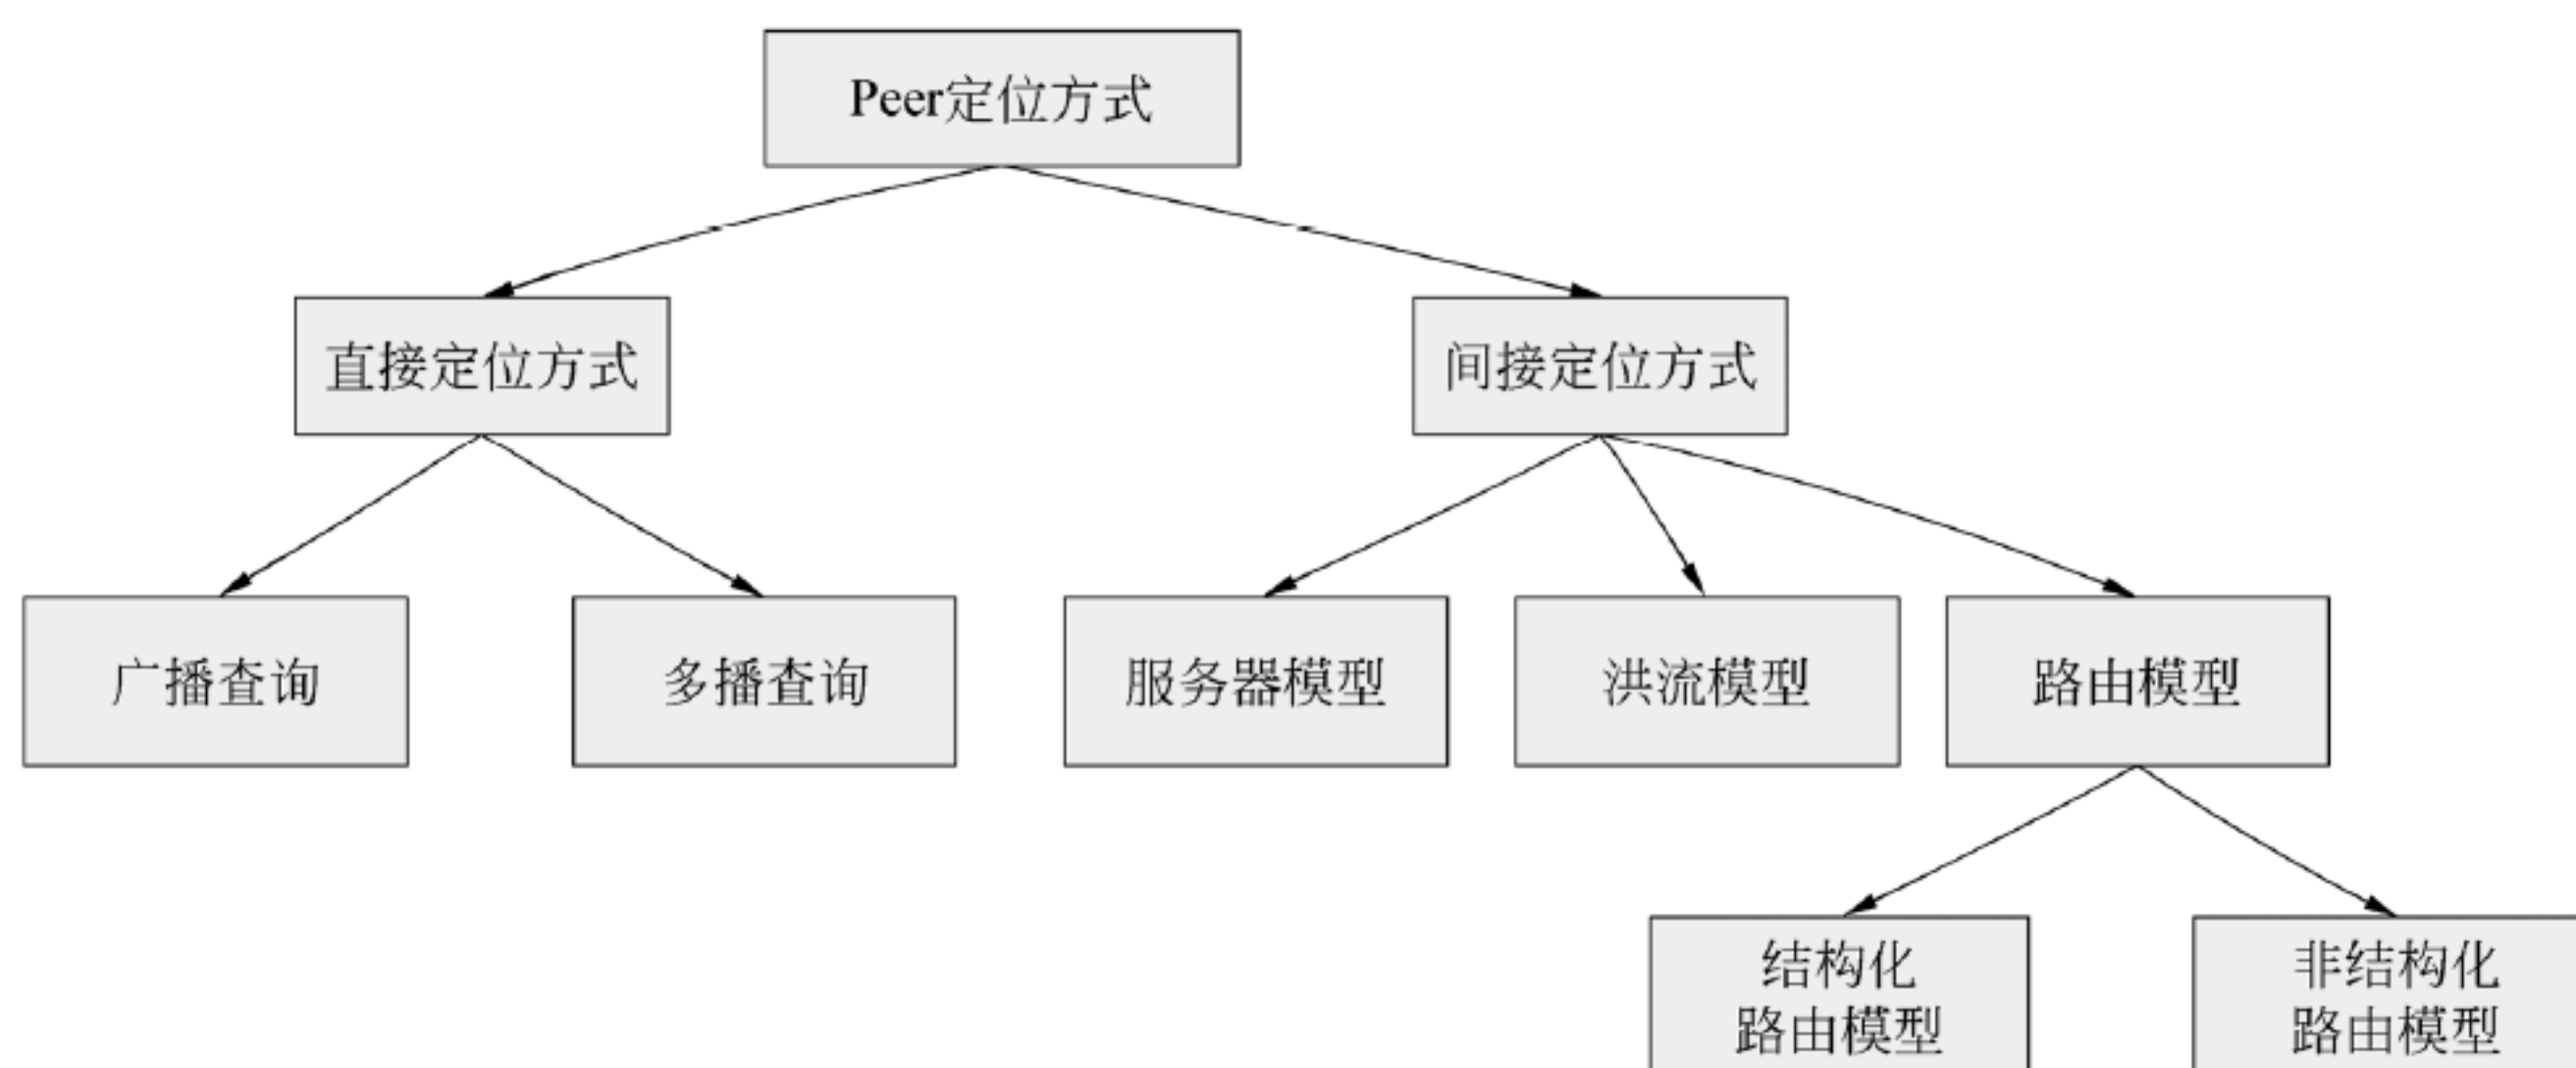 Peer定位方式
直接定位方式
间接定位方式
广播查询
多播查询
服务器模型
洪流模型
路由模型
结构化
路由模型
非结构化
路由模型